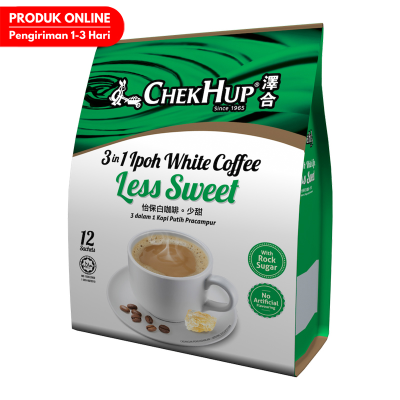 PRODUK ONLINE
Pengiriman 1-3 Hari
CHEKHUP® 澤合
Since 1965
3 in 1 Ipoh White Coffee
Less Sweet
怡保白咖啡。少甜
3 dalam 1 Kopi Putih Pracampur
12
Sachets
With
Rock
Sugar
No
Artificial
Flavouring